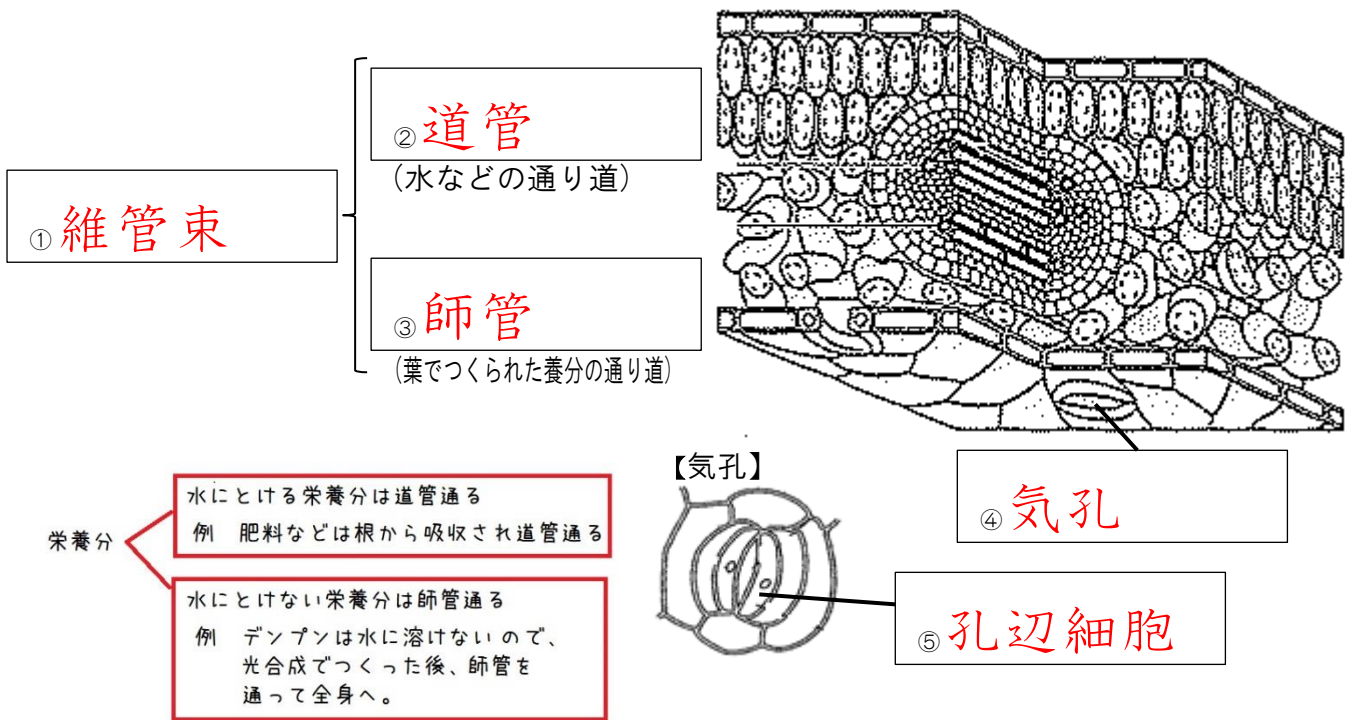 ② 道管
(水などの通り道)
① 維管束
③ 師管
(葉でつくられた養分の通り道)
④ 気孔
【気孔】
⑤ 孔辺細胞
栄養分
水にとける栄養分は道管通る
例 肥料などは根から吸収され道管通る
水にとけない栄養分は師管通る
例 デンプンは水に溶けないので、
光合成でつくった後、師管を
通って全身へ。